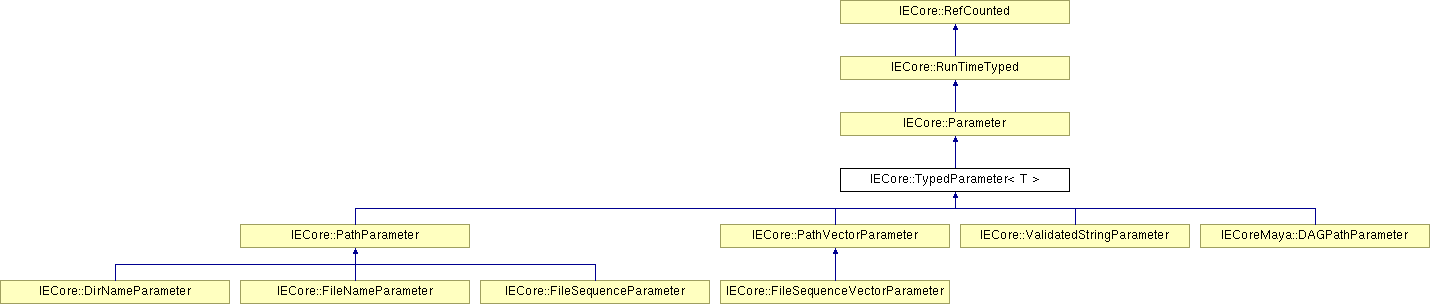 IECore::RefCounted
IECore::RunTimeTyped
IECore::Parameter
IECore::TypedParameter< T >
IECore::PathParameter
IECore::PathVectorParameter
IECore::ValidatedStringParameter
IECoreMaya::DAGPathParameter
IECore::DirNameParameter
IECore::FileNameParameter
IECore::FileSequenceParameter
IECore::FileSequenceVectorParameter